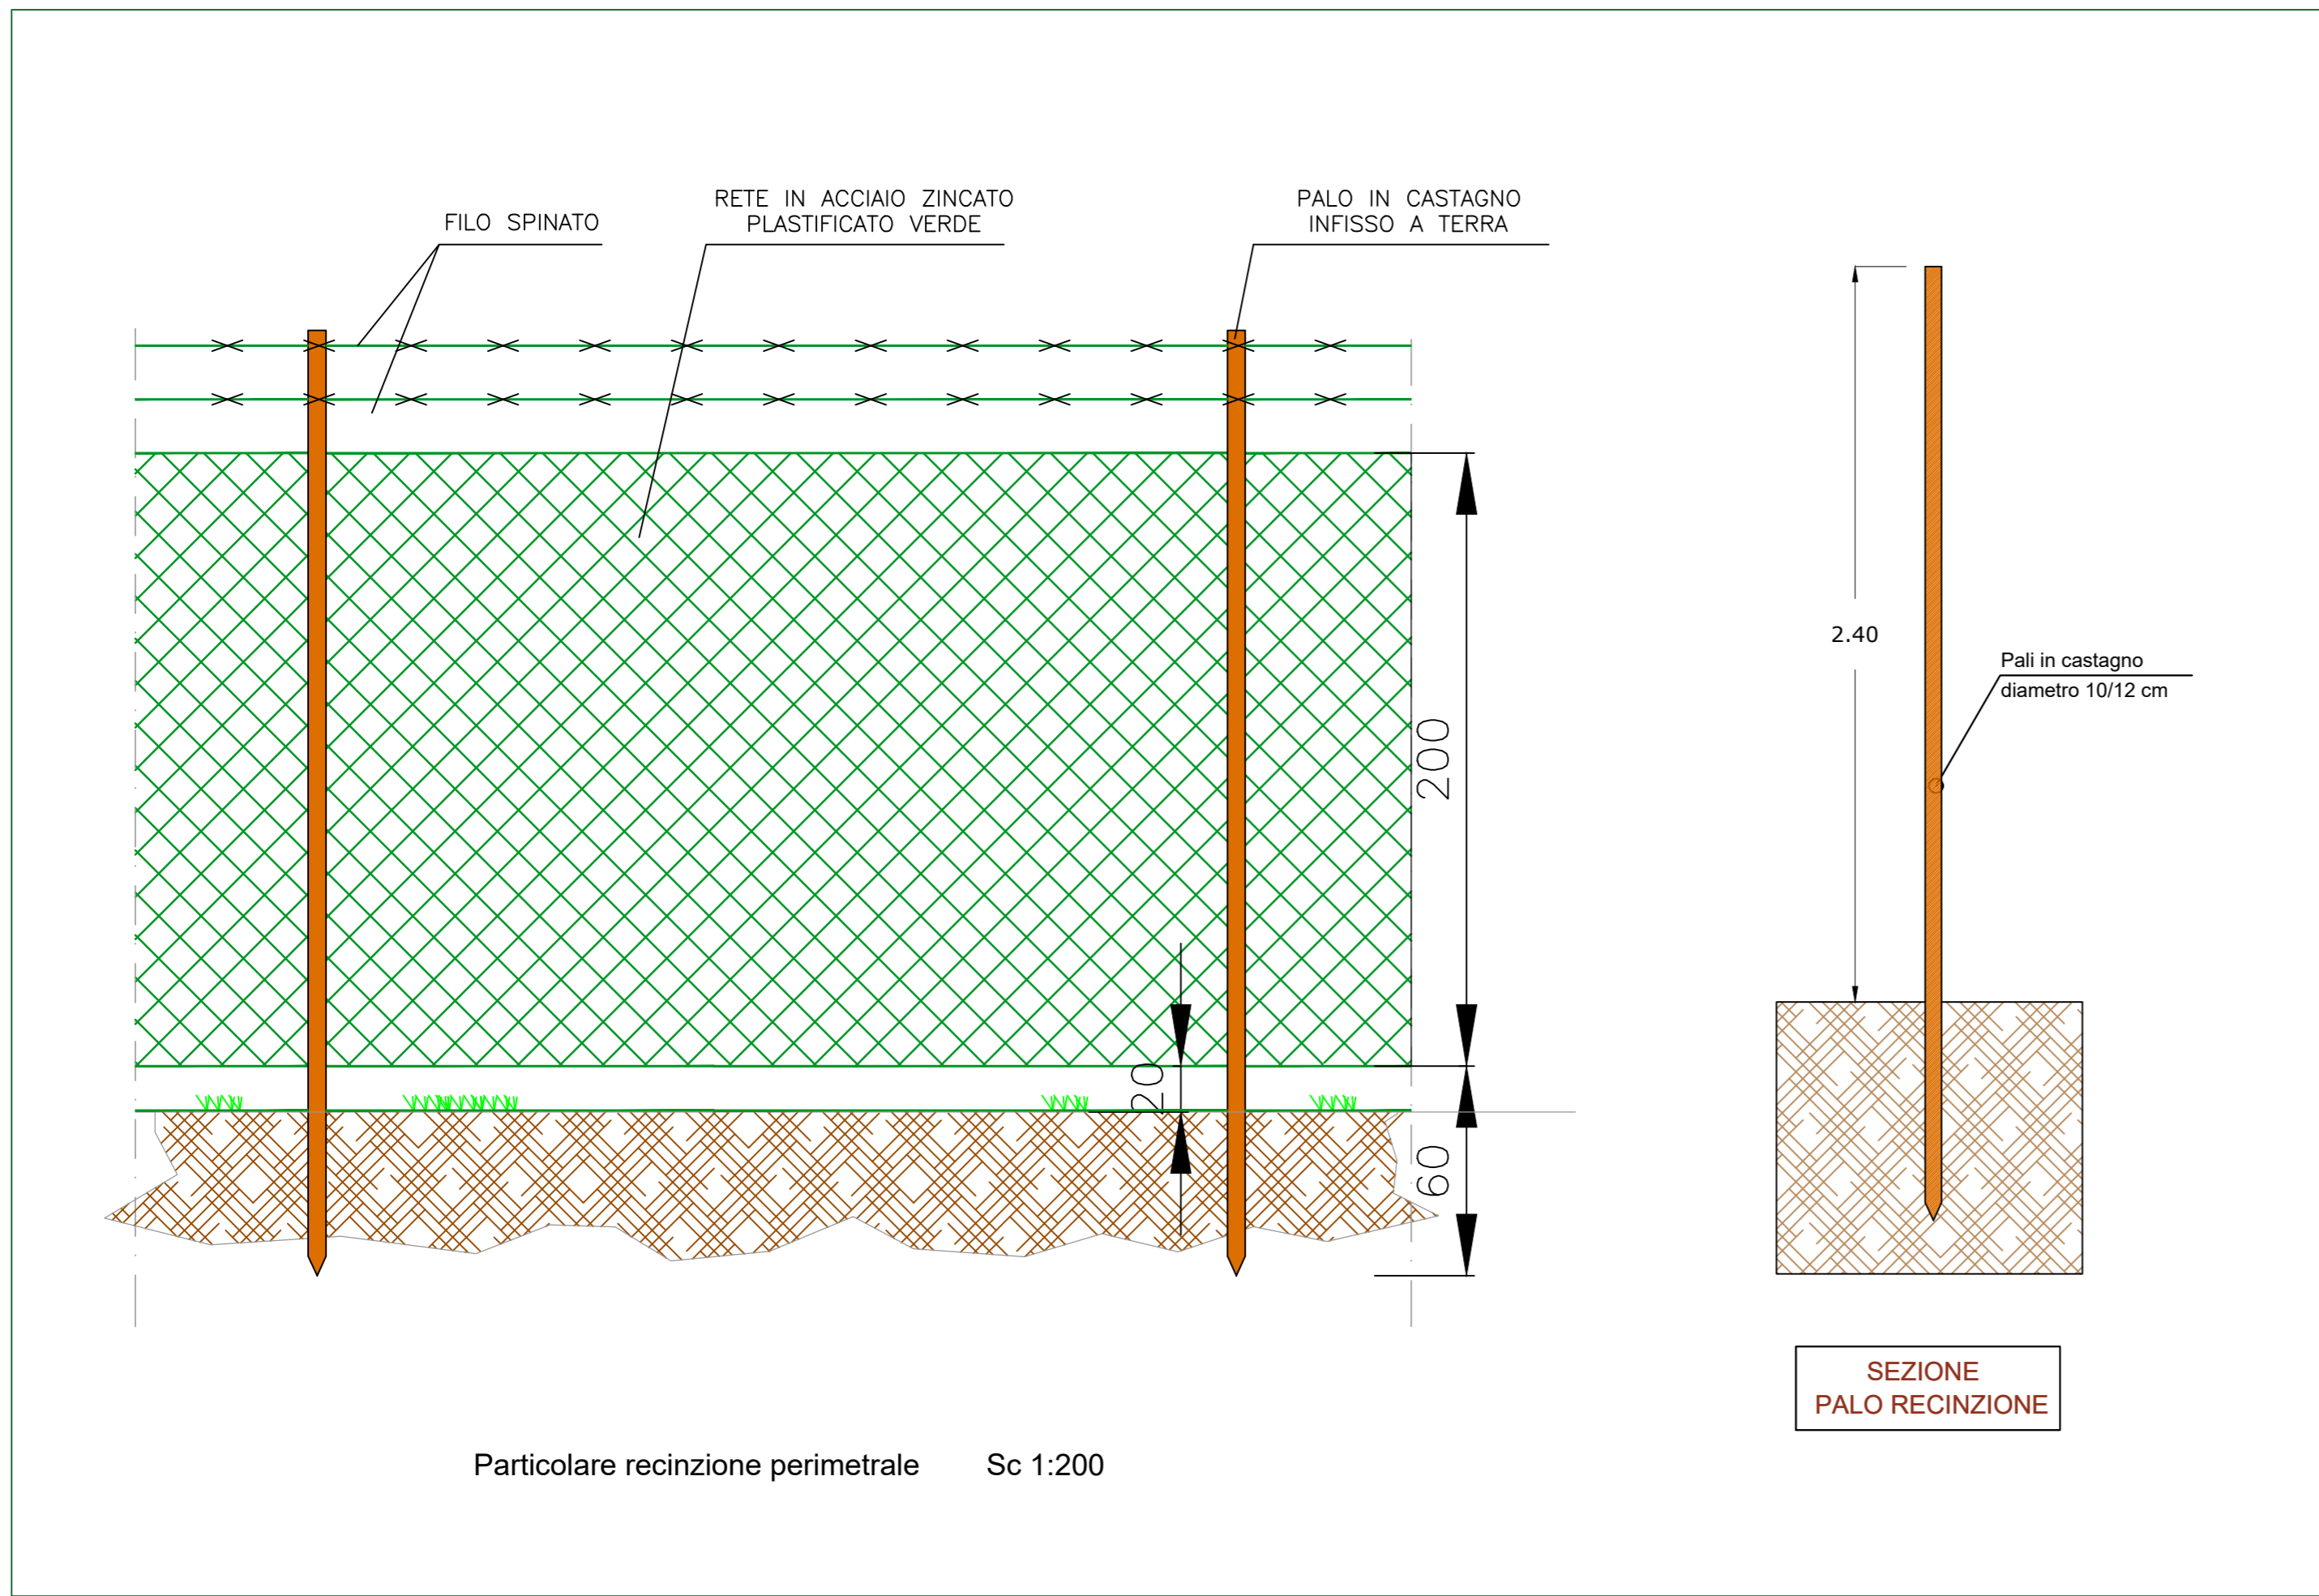 FILO SPINATO
RETE IN ACCIAIO ZINCATO
PLASTIFICATO VERDE
PALO IN CASTAGNO
INFISSO A TERRA
2.40
Pali in castagno
diametro 10/12 cm
200
20
60
SEZIONE
PALO RECINZIONE
Particolare recinzione perimetrale Sc 1:200